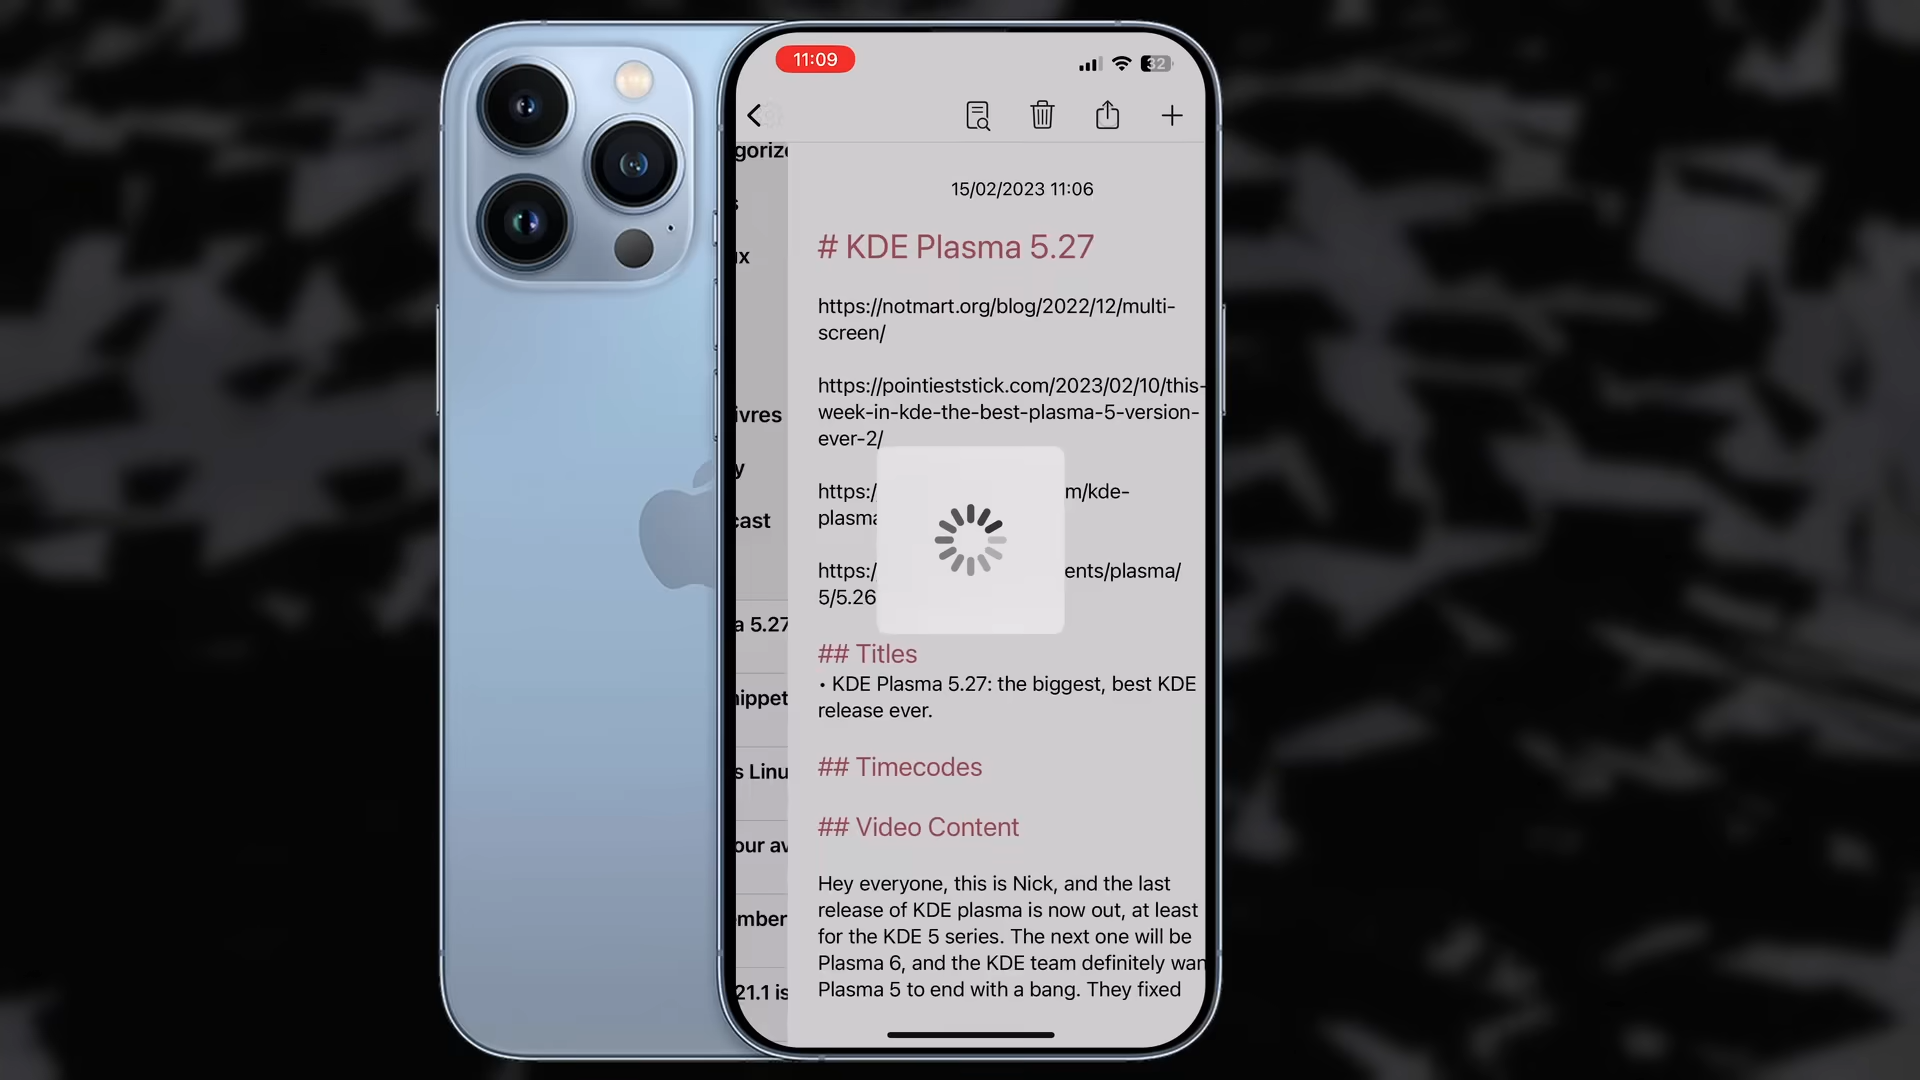 11:09
32
gorize
s
ux
ivres
y
cast
a 5.27
nippet
s Linu
our av
ember
21.1 is
15/02/2023 11:06
# KDE Plasma 5.27
https://notmart.org/blog/2022/12/multi-
screen/
https://pointieststick.com/2023/02/10/this-
week-in-kde-the-best-plasma-5-version-
ever-2/
https:/ m/kde-
plasma
https:/ ents/plasma/
5/5.26
## Titles
• KDE Plasma 5.27: the biggest, best KDE
release ever.
## Timecodes
## Video Content
Hey everyone, this is Nick, and the last
release of KDE plasma is now out, at least
for the KDE 5 series. The next one will be
Plasma 6, and the KDE team definitely wan
Plasma 5 to end with a bang. They fixed